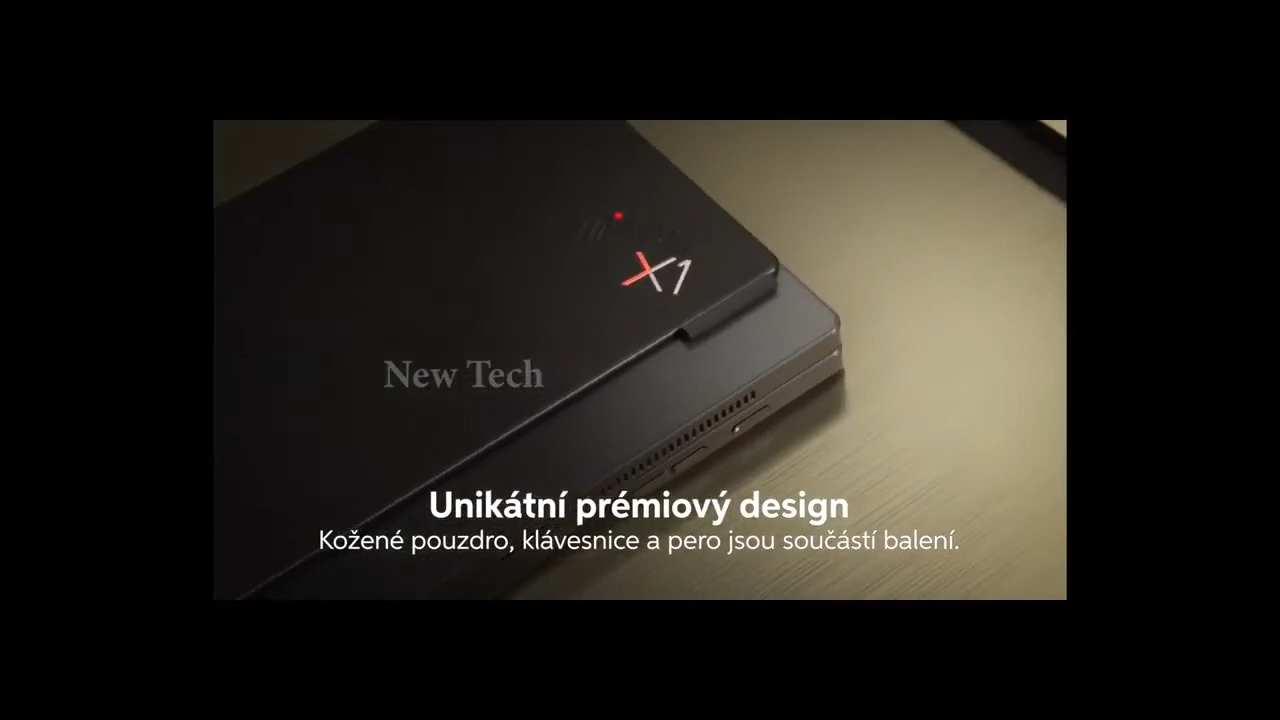 X1
New Tech
Unikátní prémiový design
Kožené pouzdro, klávesnice a pero jsou součástí balení.